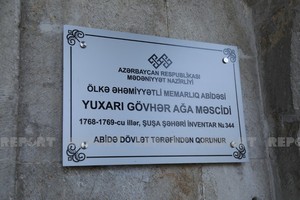 AZƏRBAYCAN RESPUBLİKASI
MƏDƏNİYYƏT NAZİRLİYİ
ÖLKƏ ƏHƏMİYYƏTLİ MEMARLIQ ABİDƏSİ
YUXARI GÖVHƏR AĞA MƏSCİDİ
1768-1769-cu illər, ŞUŞA ŞƏHƏRİ İNVENTAR № 344
ABİDƏ DÖVLƏT TƏRƏFİNDƏN QORUNUR
REPORT